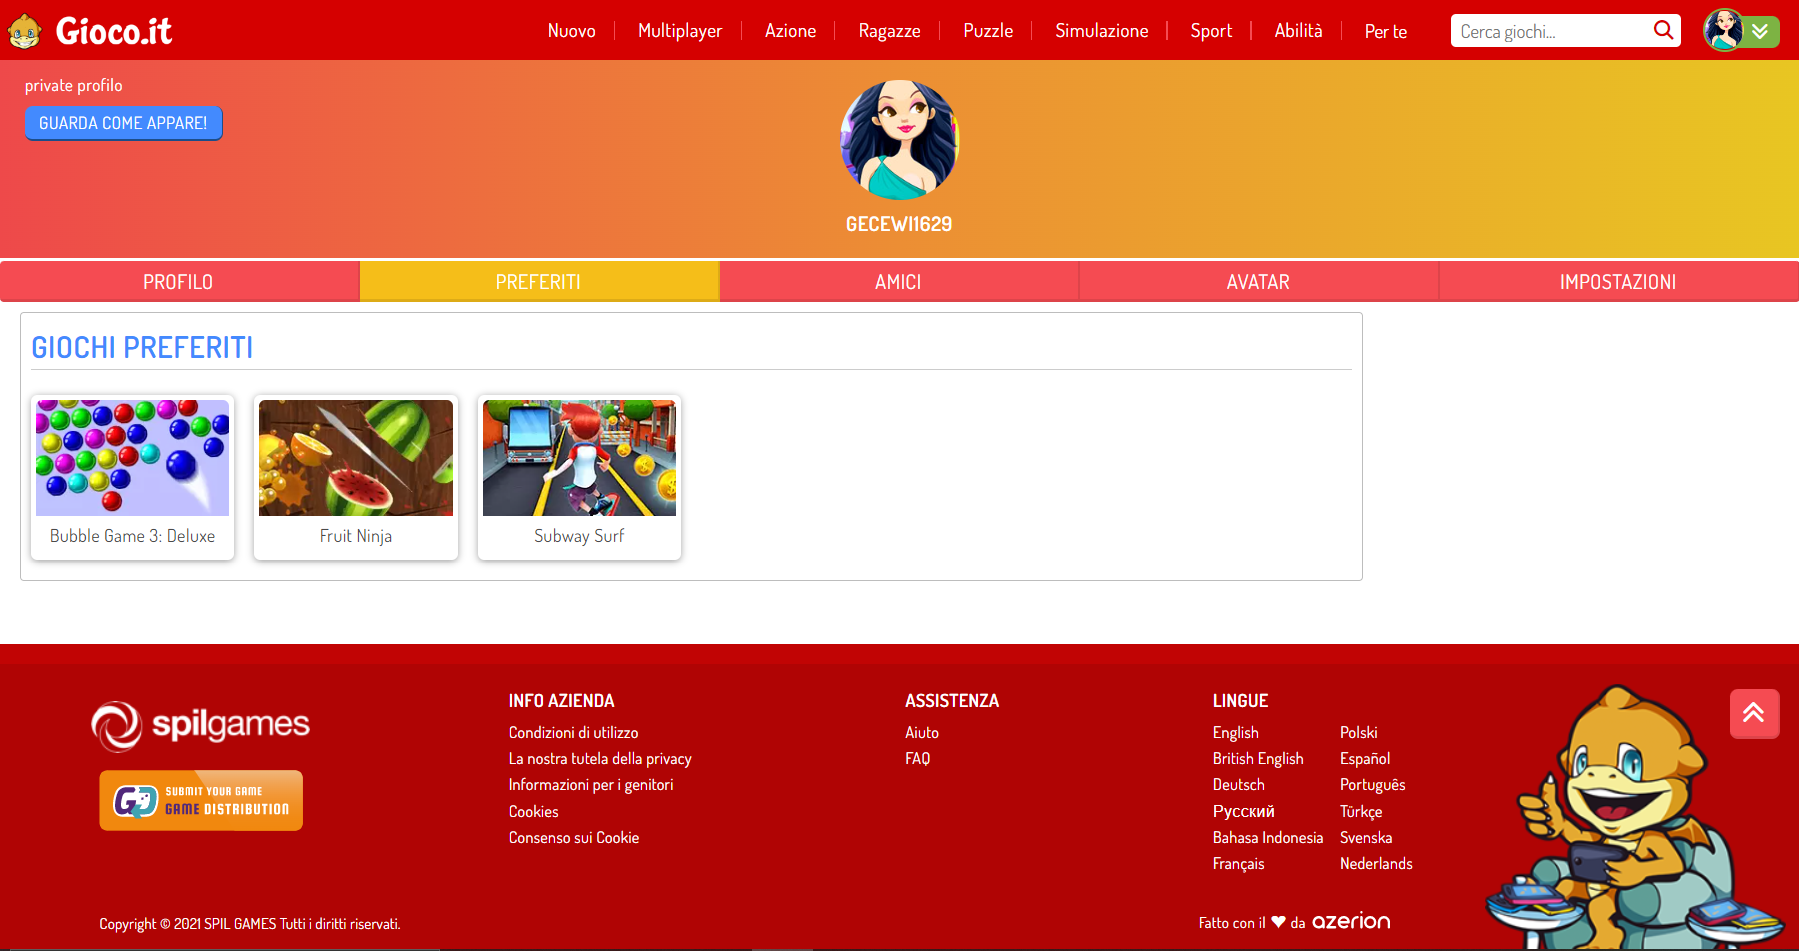 Gioco.it
Nuovo
Multiplayer
Azione
Ragazze
Puzzle
Simulazione
Sport
Abilità
Per te
Cerca giochi...
private profilo
GUARDA COME APPARE!
GECEWI1629
PROFILO
PREFERITI
AMICI
AVATAR
IMPOSTAZIONI
GIOCHI PREFERITI
Bubble Game 3: Deluxe
Fruit Ninja
Subway Surf
spilgames
SUBMIT YOUR GAME
GAME DISTRIBUTION
INFO AZIENDA
Condizioni di utilizzo
La nostra tutela della privacy
Informazioni per i genitori
Cookies
Consenso sui Cookie
ASSISTENZA
Aiuto
FAQ
LINGUE
English
British English
Deutsch
Русский
Bahasa Indonesia
Français
Polski
Español
Português
Türkçe
Svenska
Nederlands
Copyright © 2021 SPIL GAMES Tutti i diritti riservati.
Fatto con il ❤ da azerion